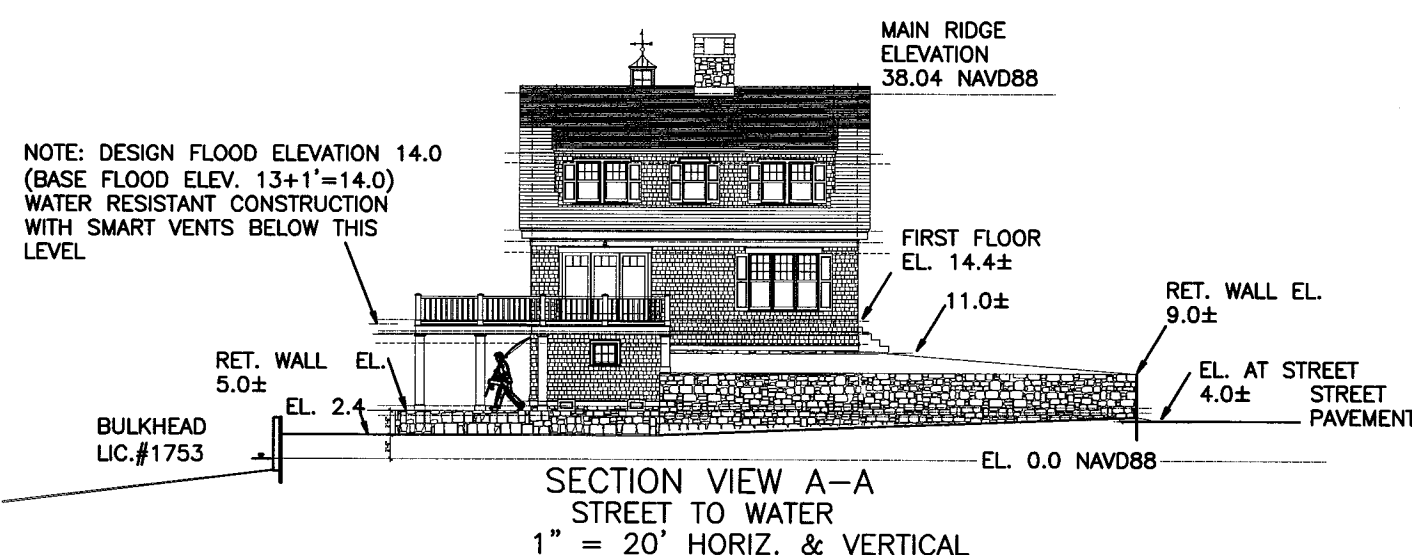 MAIN RIDGE
ELEVATION
38.04 NAVD88
NOTE: DESIGN FLOOD ELEVATION 14.0
(BASE FLOOD ELEV. 13+1'=14.0)
WATER RESISTANT CONSTRUCTION
WITH SMART VENTS BELOW THIS
LEVEL
FIRST FLOOR
EL. 14.4±
11.0±
RET. WALL EL.
9.0±
RET. WALL EL.
5.0±
EL. AT STREET
4.0±
STREET
PAVEMENT
EL. 2.4
BULKHEAD
LIC.#1753
EL. 0.0 NAVD88
SECTION VIEW A-A
STREET TO WATER
1" = 20' HORIZ. & VERTICAL